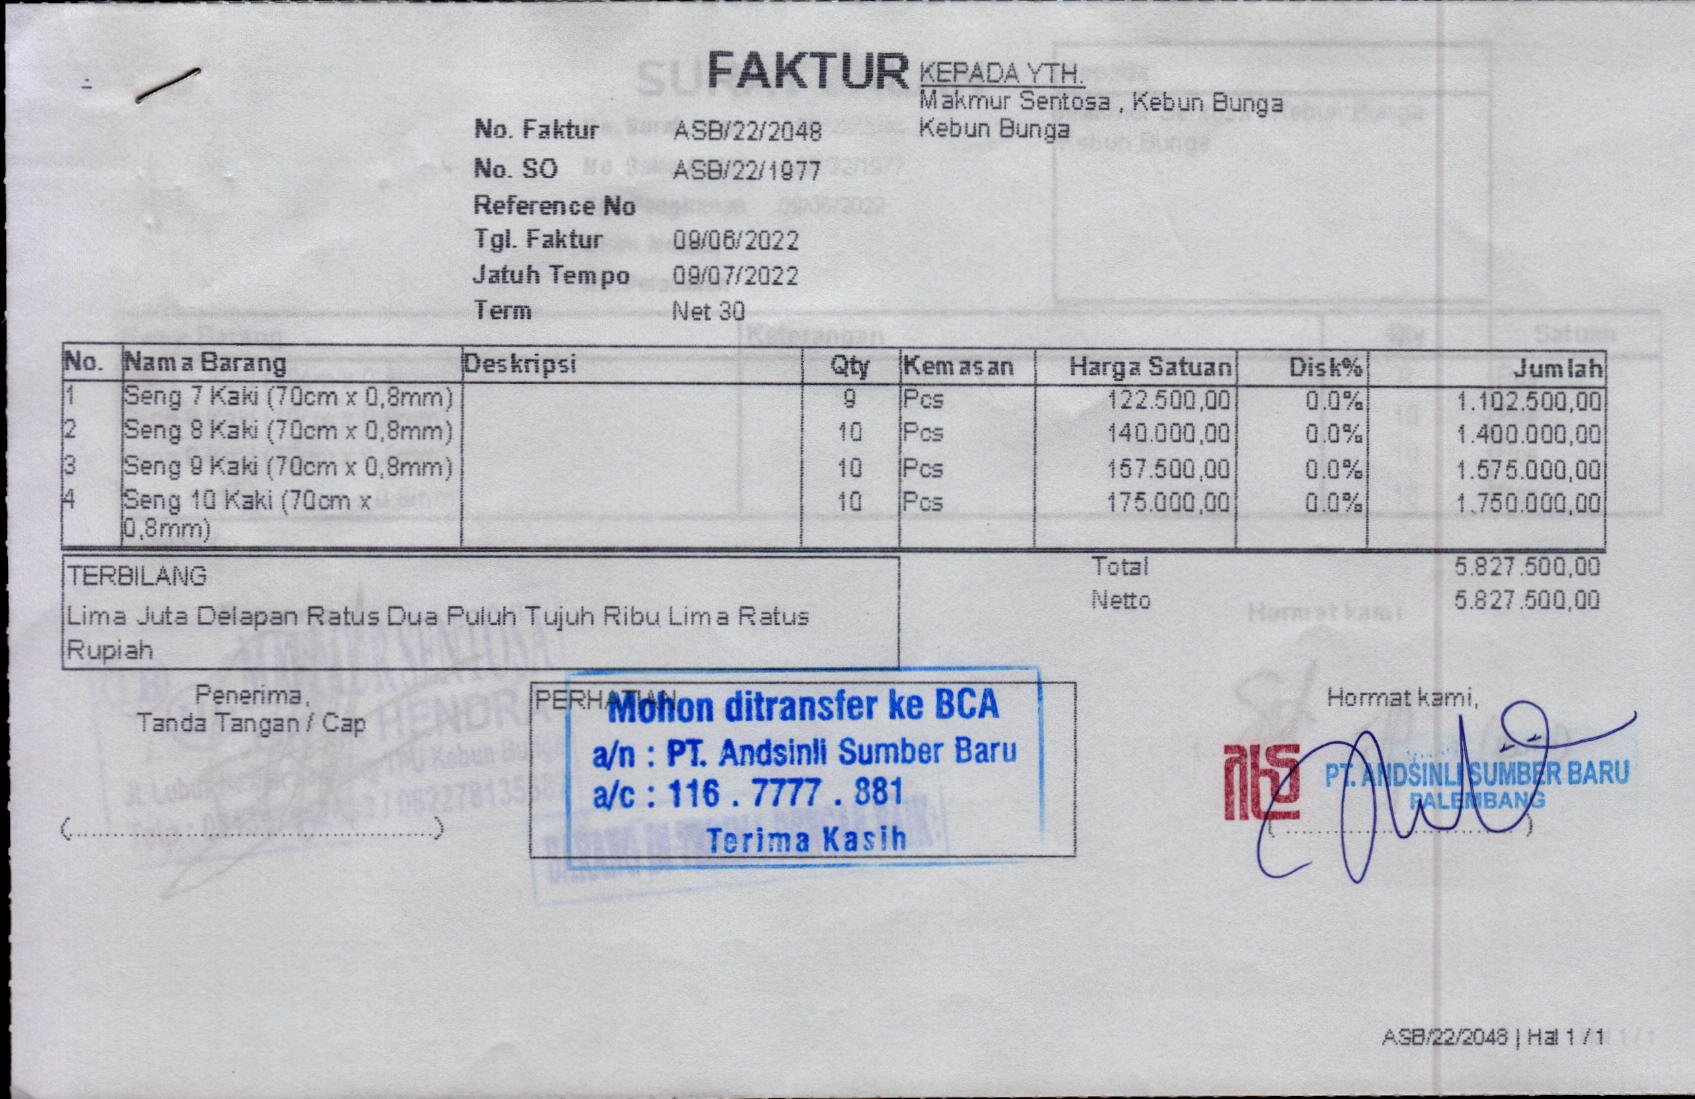 FAKTUR
KEPADA YTH.
Makmur Sentosa , Kebun Bunga
Kebun Bunga
No. Faktur ASB/22/2048
No. SO ASB/22/1977
Reference No
Tgl. Faktur 09/06/2022
Jatuh Tempo 09/07/2022
Term Net 30
No. Nama Barang Deskripsi Qty Kemasan Harga Satuan Disk% Jumlah
1 Seng 7 Kaki (70cm x 0,8mm) 9 Pcs 122.500,00 0.0% 1.102.500,00
2 Seng 8 Kaki (70cm x 0,8mm) 10 Pcs 140.000,00 0.0% 1.400.000,00
3 Seng 9 Kaki (70cm x 0,8mm) 10 Pcs 157.500,00 0.0% 1.575.000,00
4 Seng 10 Kaki (70cm x 10 Pcs 175.000,00 0.0% 1.750.000,00
0,8mm)
Total 5.827.500,00
Netto 5.827.500,00
TERBILANG
Lima Juta Delapan Ratus Dua Puluh Tujuh Ribu Lima Ratus
Rupiah
Penerima,
Tanda Tangan / Cap
(....................................................)
PERHATIAN
Mohon ditransfer ke BCA
a/n : PT. Andsinli Sumber Baru
a/c : 116 . 7777 . 881
Terima Kasih
Hormat kami,
PT. ANDSINLI SUMBER BARU
PALEMBANG
(....................................)
ASB/22/2048 | Hal 1 / 1